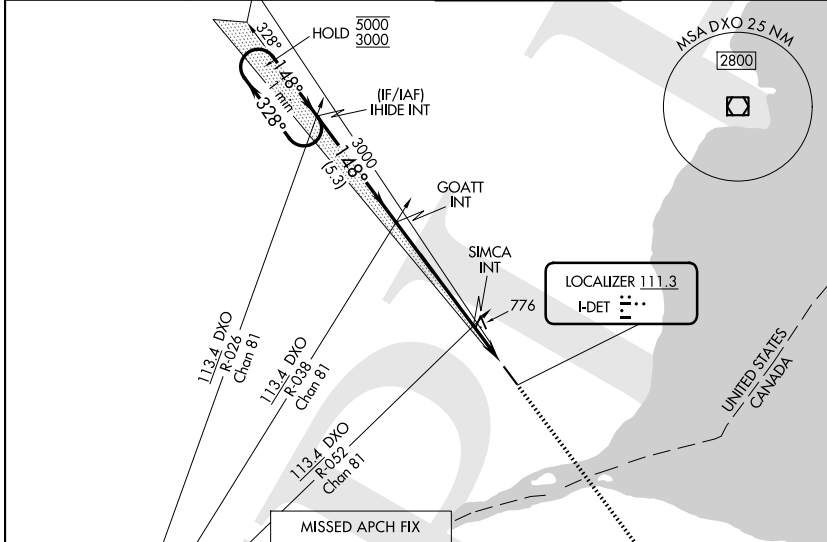 HOLD 5000
3000
328°
148°
1 min
328°
(IF/IAF)
IHIDE INT
3000
148°
(5.3)
GOATT
INT
SIMCA
INT
776
MSA DXO 25 NM
2800
LOCALIZER 111.3
I-DET
113.4 DXO
R-026
Chan 81
113.4 DXO
R-038
Chan 81
113.4 DXO
R-052
Chan 81
UNITED STATES
CANADA
MISSED APCH FIX